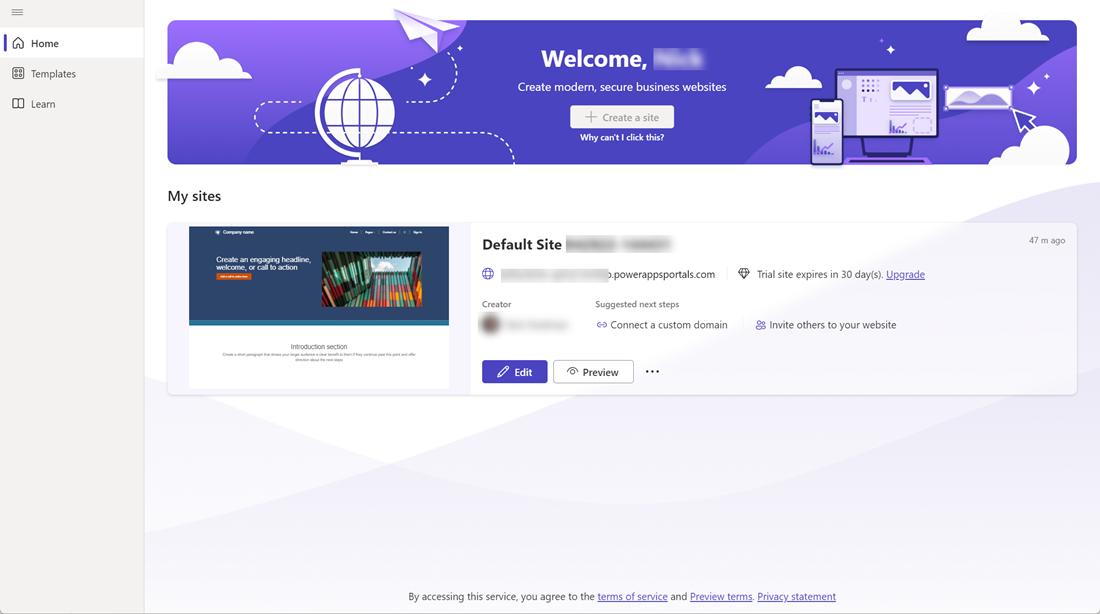 Home
Templates
Learn
Welcome,
Create modern, secure business websites
Create a site
Why can't I click this?
My sites
Company name
Home Pages Contact us Sign in
Create an engaging headline,
welcome, or call to action
Add a call to action here
Introduction section
Create a short paragraph that shows your target audience a clear benefit to them if they continue past this point and offer
direction about the next steps
Default Site
47 m ago
.powerappsportals.com
Trial site expires in 30 day(s). Upgrade
Creator
Suggested next steps
Connect a custom domain
Invite others to your website
Edit
Preview
By accessing this service, you agree to the terms of service and Preview terms. Privacy statement